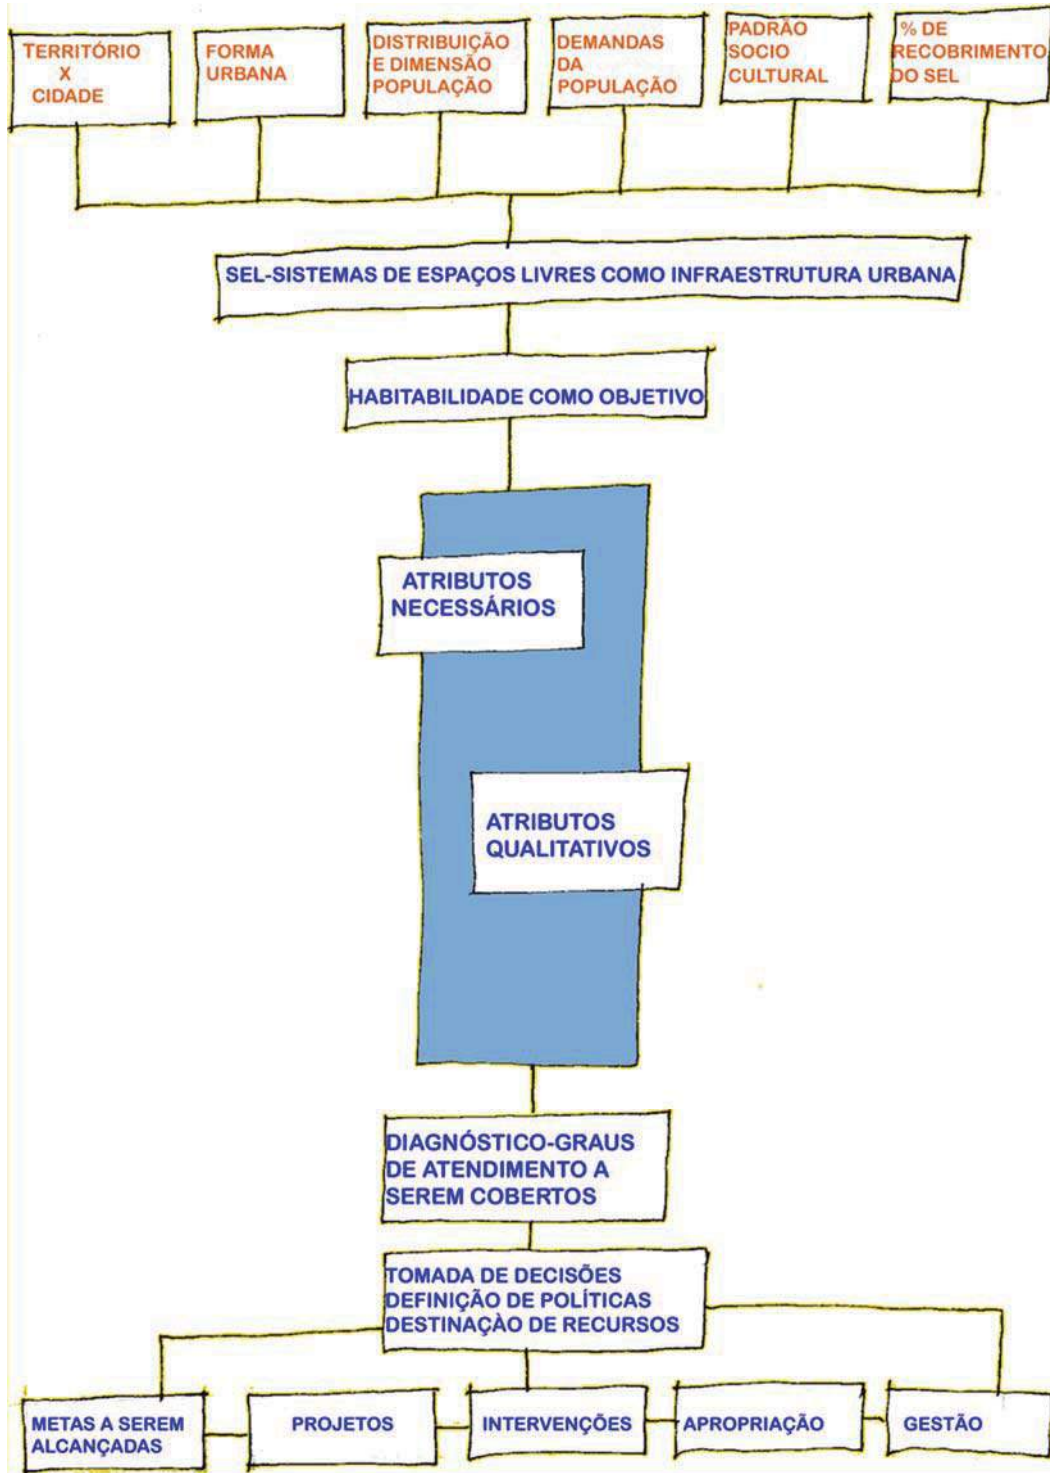 TERRITÓRIO
X
CIDADE
FORMA
URBANA
DISTRIBUIÇÃO
E DIMENSÃO
POPULAÇÃO
DEMANDAS
DA
POPULAÇÃO
PADRÃO
SOCIO
CULTURAL
% DE
RECOBRIMENTO
DO SEL
SEL-SISTEMAS DE ESPAÇOS LIVRES COMO INFRAESTRUTURA URBANA
HABITABILIDADE COMO OBJETIVO
ATRIBUTOS
NECESSÁRIOS
ATRIBUTOS
QUALITATIVOS
DIAGNÓSTICO-GRAUS
DE ATENDIMENTO A
SEREM COBERTOS
TOMADA DE DECISÕES
DEFINIÇÃO DE POLÍTICAS
DESTINAÇÀO DE RECURSOS
METAS A SEREM
ALCANÇADAS
PROJETOS
INTERVENÇÕES
APROPRIAÇÃO
GESTÃO